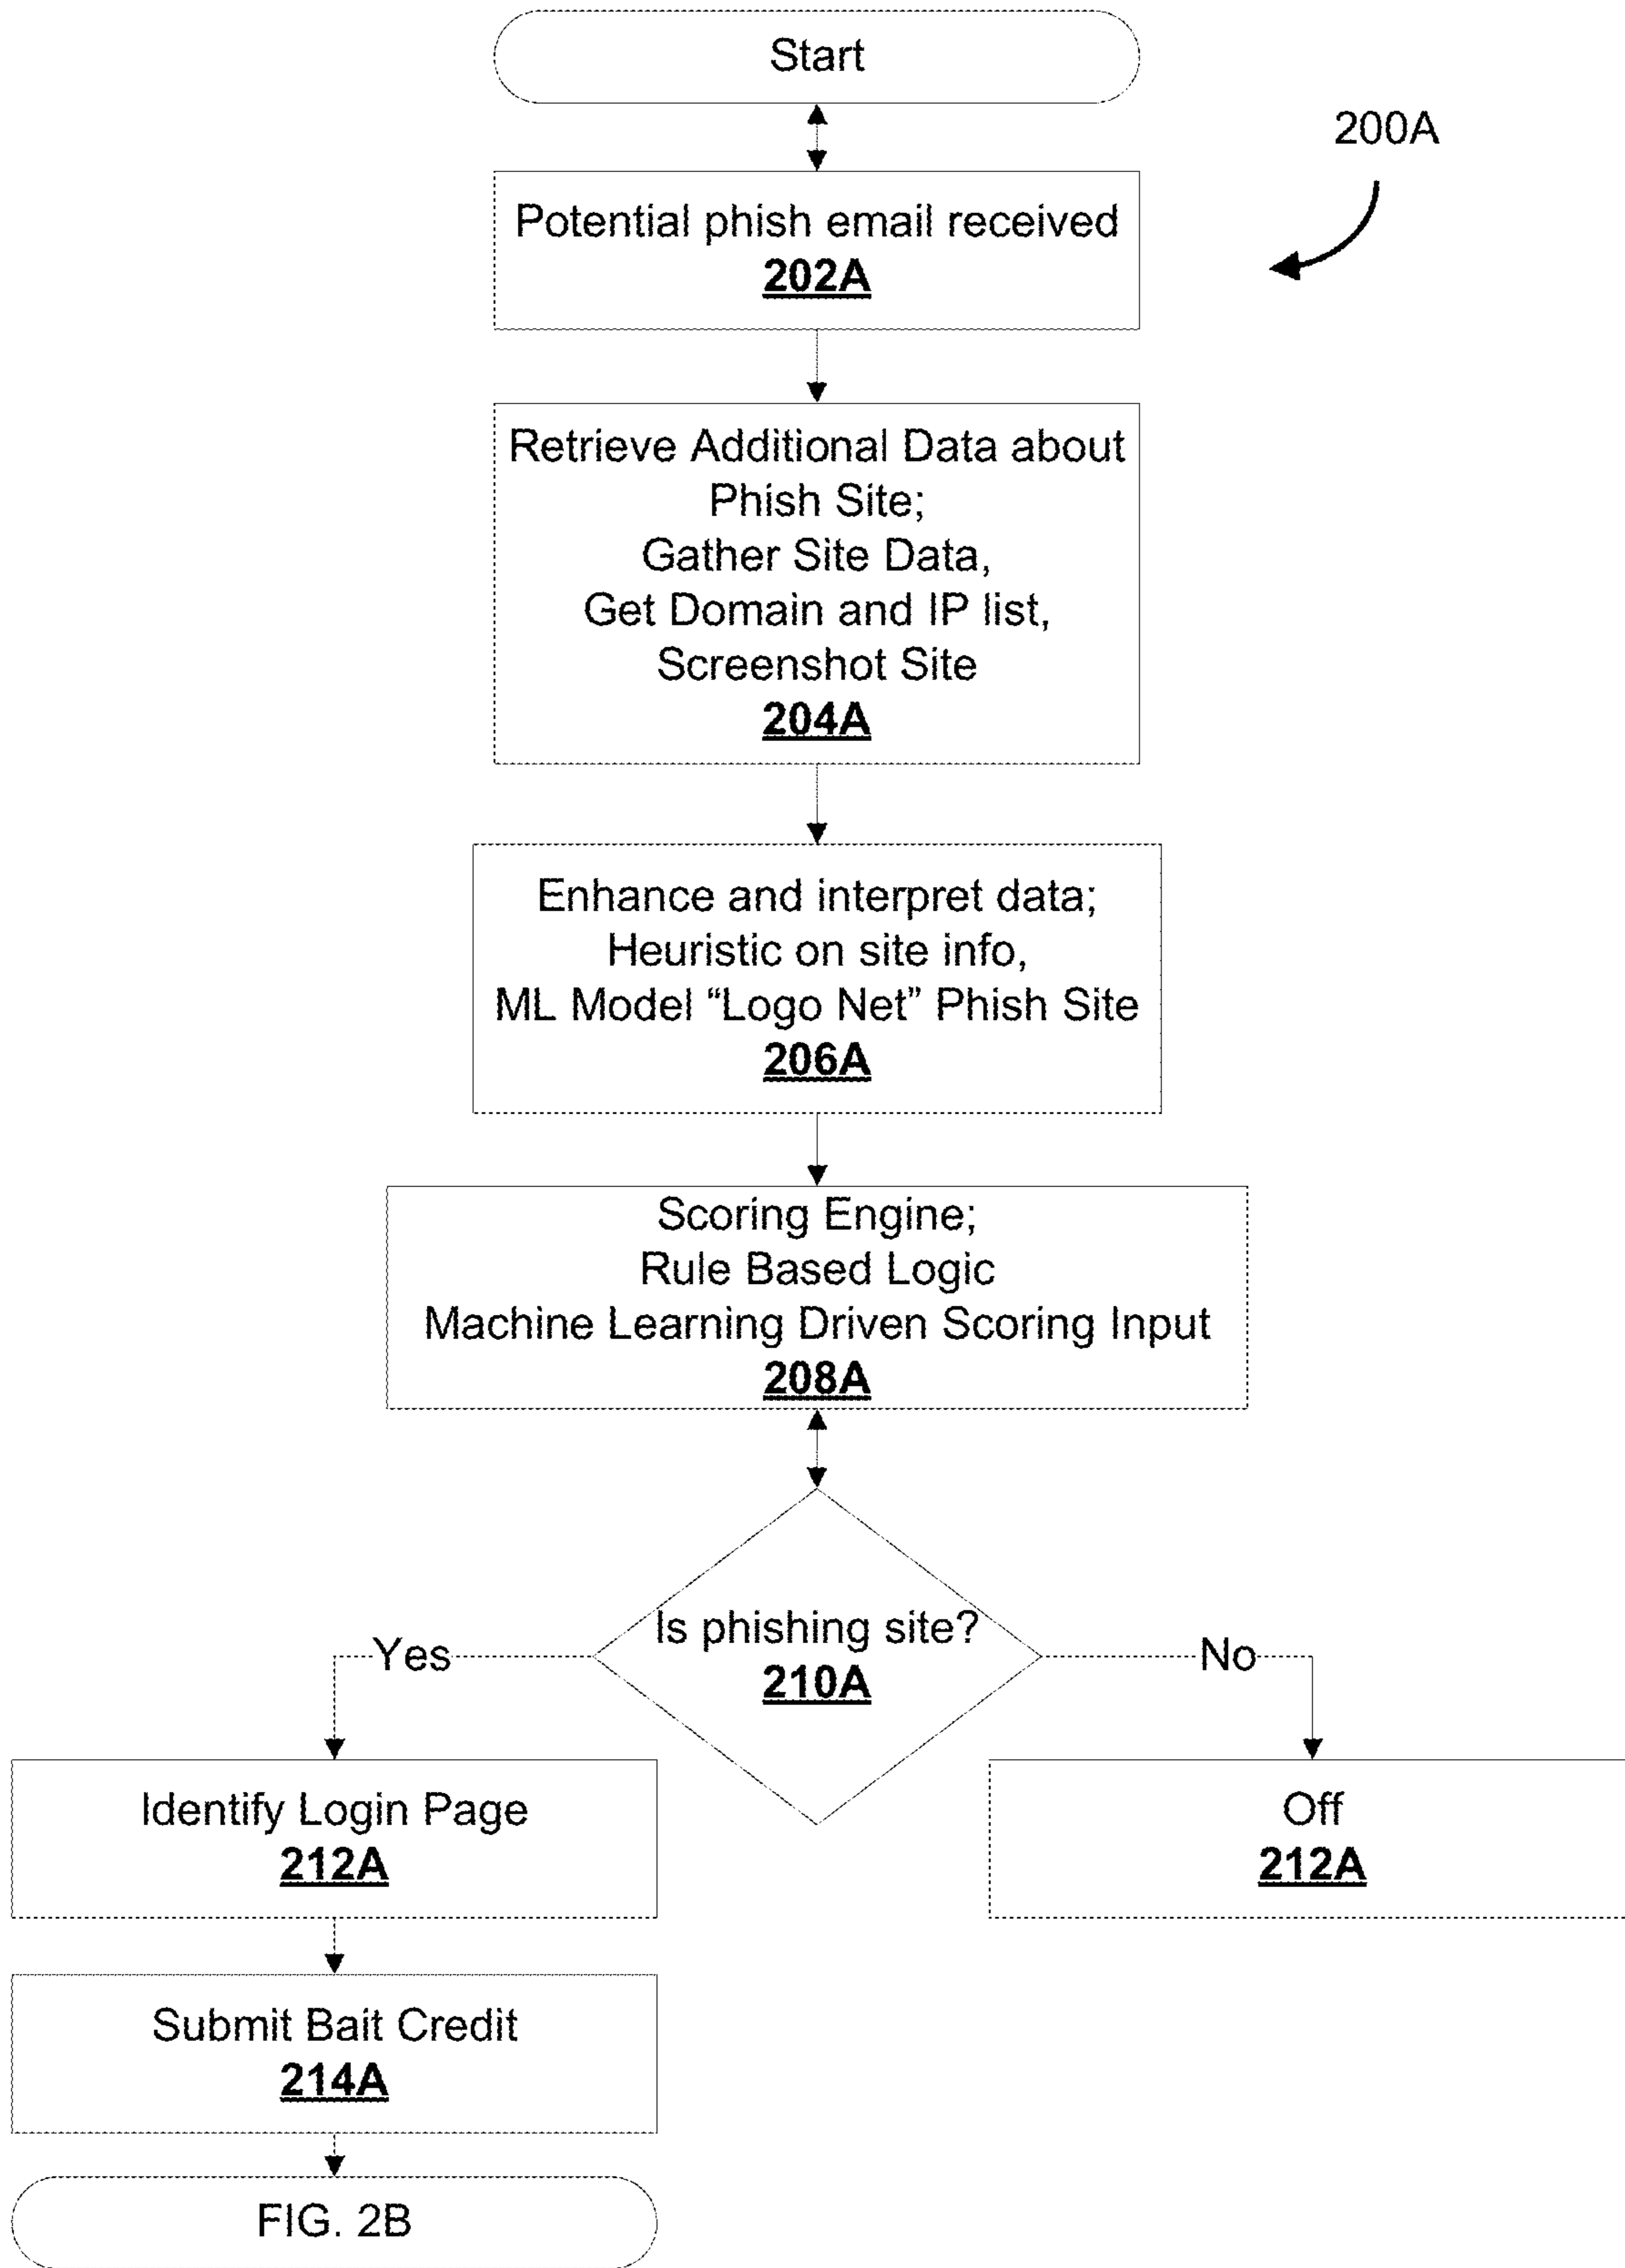 Start
200A
Potential phish email received
202A
Retrieve Additional Data about
Phish Site;
Gather Site Data,
Get Domain and IP list,
Screenshot Site
204A
Enhance and interpret data;
Heuristic on site info,
ML Model “Logo Net” Phish Site
206A
Scoring Engine;
Rule Based Logic
Machine Learning Driven Scoring Input
208A
Is phishing site?
210A
Yes
No
Identify Login Page
212A
Off
212A
Submit Bait Credit
214A
FIG. 2B